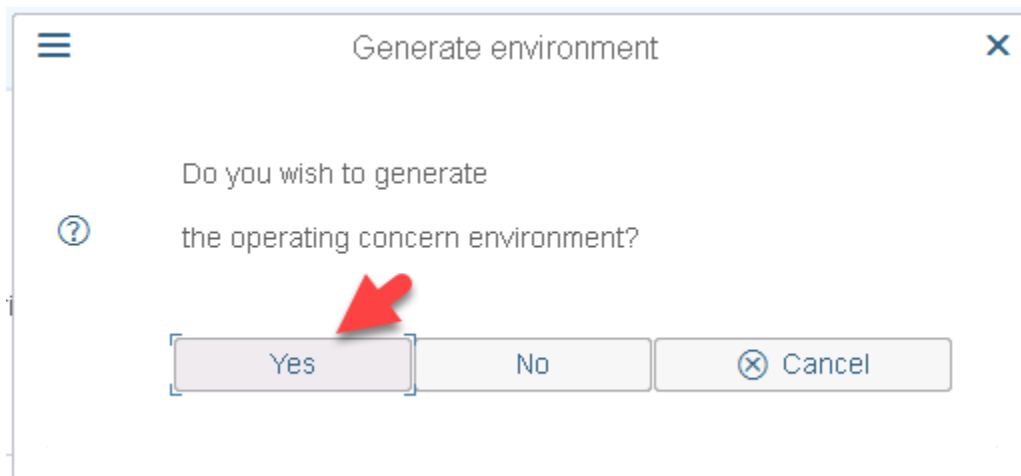 Generate environment
Do you wish to generate
the operating concern environment?
Yes No Cancel